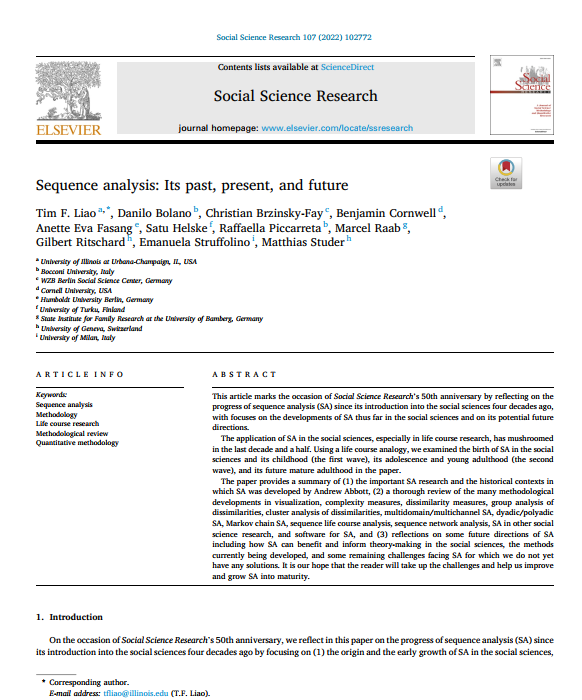 Social Science Research 107 (2022) 102772
Contents lists available at ScienceDirect
Social Science Research
journal homepage: www.elsevier.com/locate/ssresearch
ELSEVIER
Social
Science
RESEARCH
Check for
updates
Sequence analysis: Its past, present, and future
Tim F. Liao a,*, Danilo Bolano b, Christian Brzinsky-Fay c, Benjamin Cornwell d,
Anette Eva Fasang e, Satu Helske f, Raffaella Piccarreta b, Marcel Raab g,
Gilbert Ritschard h, Emanuela Struffolino i, Matthias Studer h
a University of Illinois at Urbana-Champaign, IL, USA
b Bocconi University, Italy
c WZB Berlin Social Science Center, Germany
d Cornell University, USA
e Humboldt University Berlin, Germany
f University of Turku, Finland
g State Institute for Family Research at the University of Bamberg, Germany
h University of Geneva, Switzerland
i University of Milan, Italy
ARTICLE INFO
Keywords:
Sequence analysis
Methodology
Life course research
Methodological review
Quantitative methodology
ABSTRACT
This article marks the occasion of Social Science Research's 50th anniversary by reflecting on the
progress of sequence analysis (SA) since its introduction into the social sciences four decades ago,
with focuses on the developments of SA thus far in the social sciences and on its potential future
directions.
The application of SA in the social sciences, especially in life course research, has mushroomed
in the last decade and a half. Using a life course analogy, we examined the birth of SA in the social
sciences and its childhood (the first wave), its adolescence and young adulthood (the second
wave), and its future mature adulthood in the paper.
The paper provides a summary of (1) the important SA research and the historical contexts in
which SA was developed by Andrew Abbott, (2) a thorough review of the many methodological
developments in visualization, complexity measures, dissimilarity measures, group analysis of
dissimilarities, cluster analysis of dissimilarities, multidomain/multichannel SA, dyadic/polyadic
SA, Markov chain SA, sequence life course analysis, sequence network analysis, SA in other social
science research, and software for SA, and (3) reflections on some future directions of SA
including how SA can benefit and inform theory-making in the social sciences, the methods
currently being developed, and some remaining challenges facing SA for which we do not yet
have any solutions. It is our hope that the reader will take up the challenges and help us improve
and grow SA into maturity.
1. Introduction
On the occasion of Social Science Research's 50th anniversary, we reflect in this paper on the progress of sequence analysis (SA) since
its introduction into the social sciences four decades ago by focusing on (1) the origin and the early growth of SA in the social sciences,
* Corresponding author.
E-mail address: tfliao@illinois.edu (T.F. Liao).